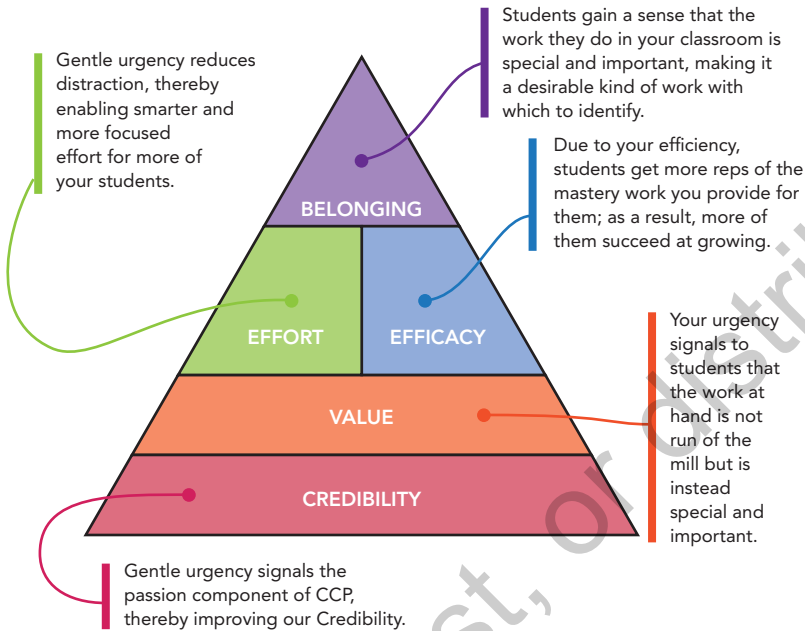 Gentle urgency reduces
distraction, thereby
enabling smarter and
more focused
effort for more of
your students.
Students gain a sense that the
work they do in your classroom is
special and important, making it
a desirable kind of work with
which to identify.
Due to your efficiency,
students get more reps of the
mastery work you provide for
them; as a result, more of
them succeed at growing.
BELONGING
EFFORT
EFFICACY
Your urgency
signals to
students that
the work at
hand is not
run of the
mill but is
instead
special and
important.
VALUE
CREDIBILITY
Gentle urgency signals the
passion component of CCP,
thereby improving our Credibility.
st, or distri